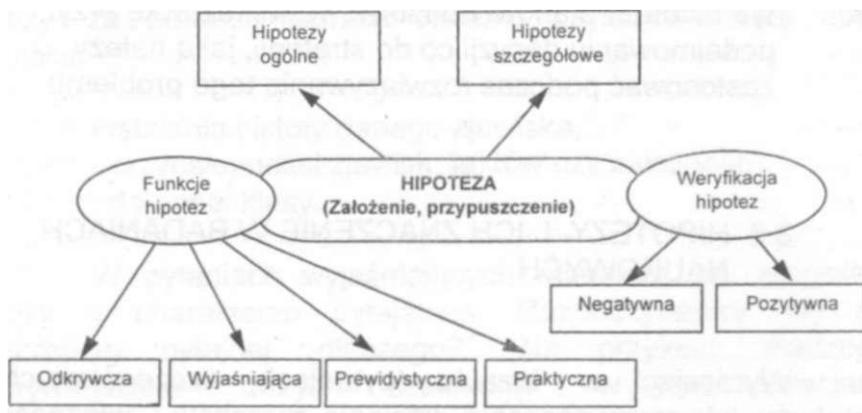 Hipotezy
ogólne
Hipotezy
szczegółowe
Funkcje
hipotez
HIPOTEZA
(Założenie, przypuszczenie)
Weryfikacja
hipotez
Negatywna
Pozytywna
Odkrywcza
Wyjaśniająca
Prewidystyczna
Praktyczna